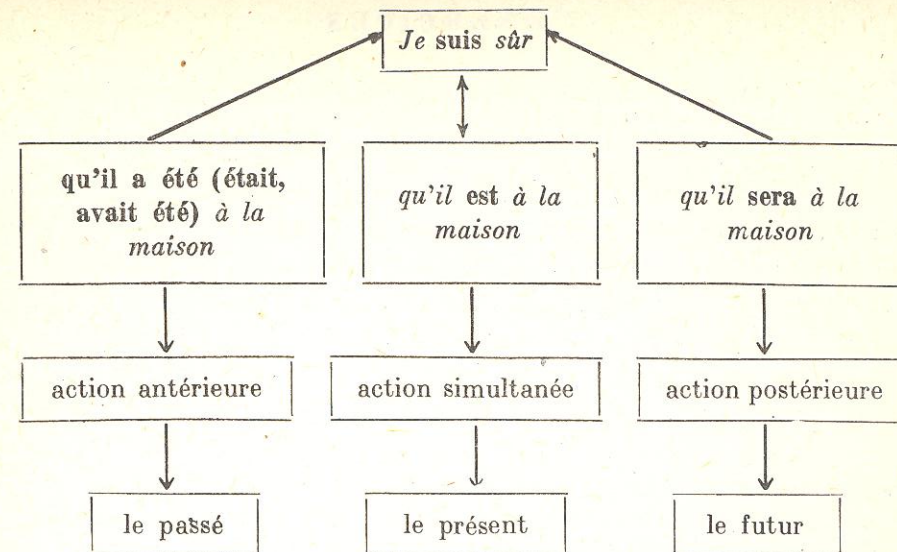 Je suis sûr
qu'il a été (était,
avait été) à la
maison
qu'il est à la
maison
qu'il sera à la
maison
action antérieure
action simultanée
action postérieure
le passé
le présent
le futur